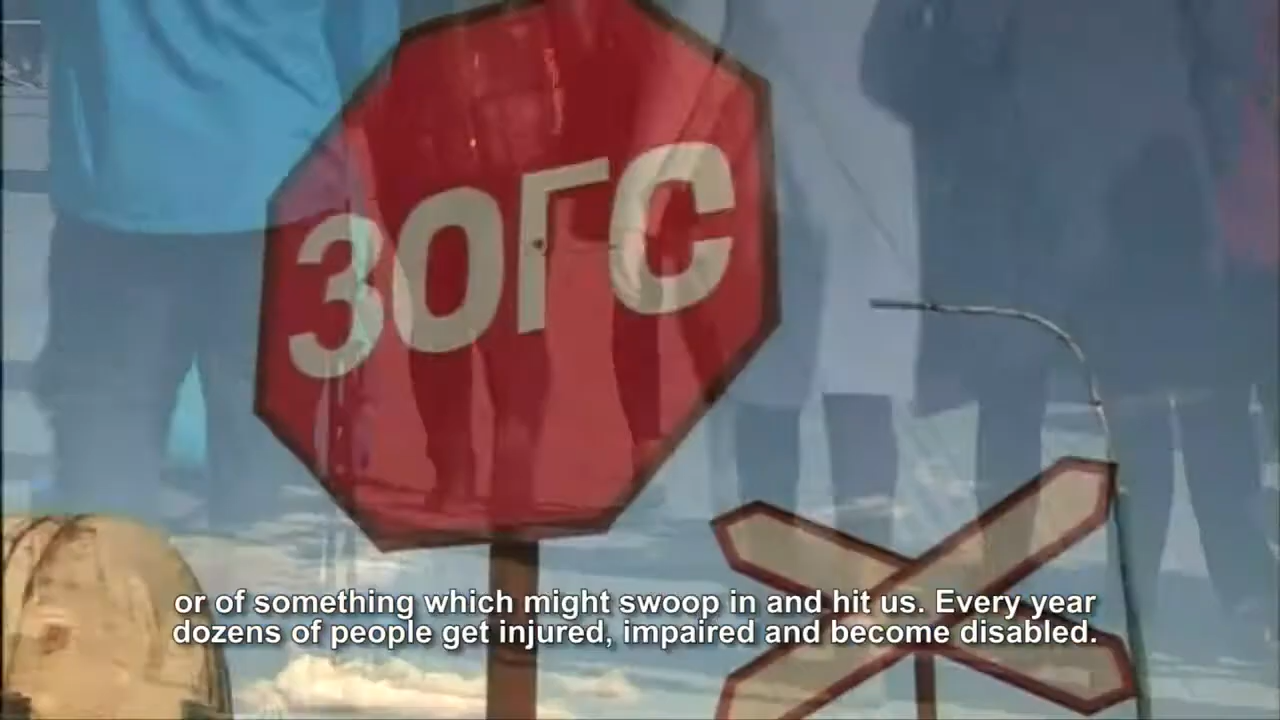 ЗОГС
or of something which might swoop in and hit us. Every year
dozens of people get injured, impaired and become disabled.